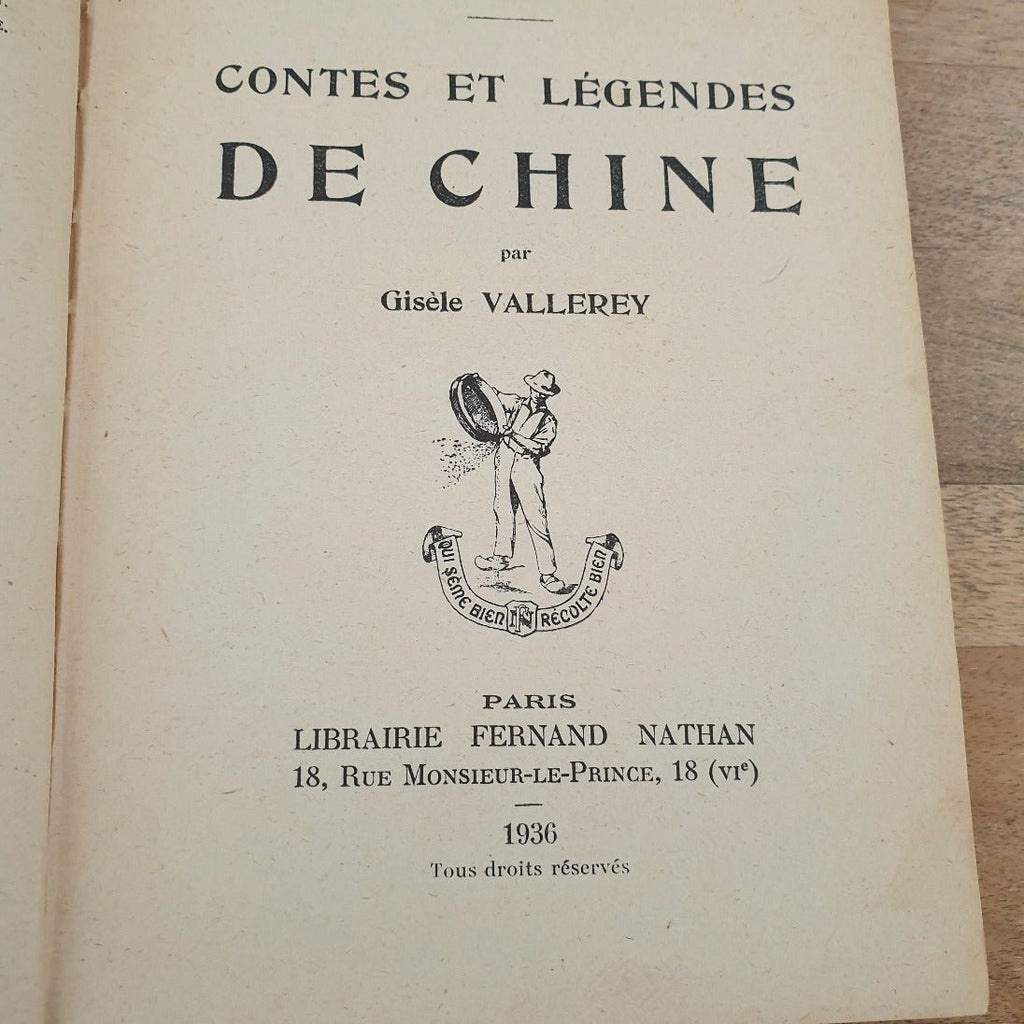 CONTES ET LÉGENDES
DE CHINE
par
Gisèle VALLEREY
QUI SÈME BIEN FN RÉCOLTE BIEN
PARIS
LIBRAIRIE FERNAND NATHAN
18, RUE MONSIEUR-LE-PRINCE, 18 (VIe)
1936
Tous droits réservés